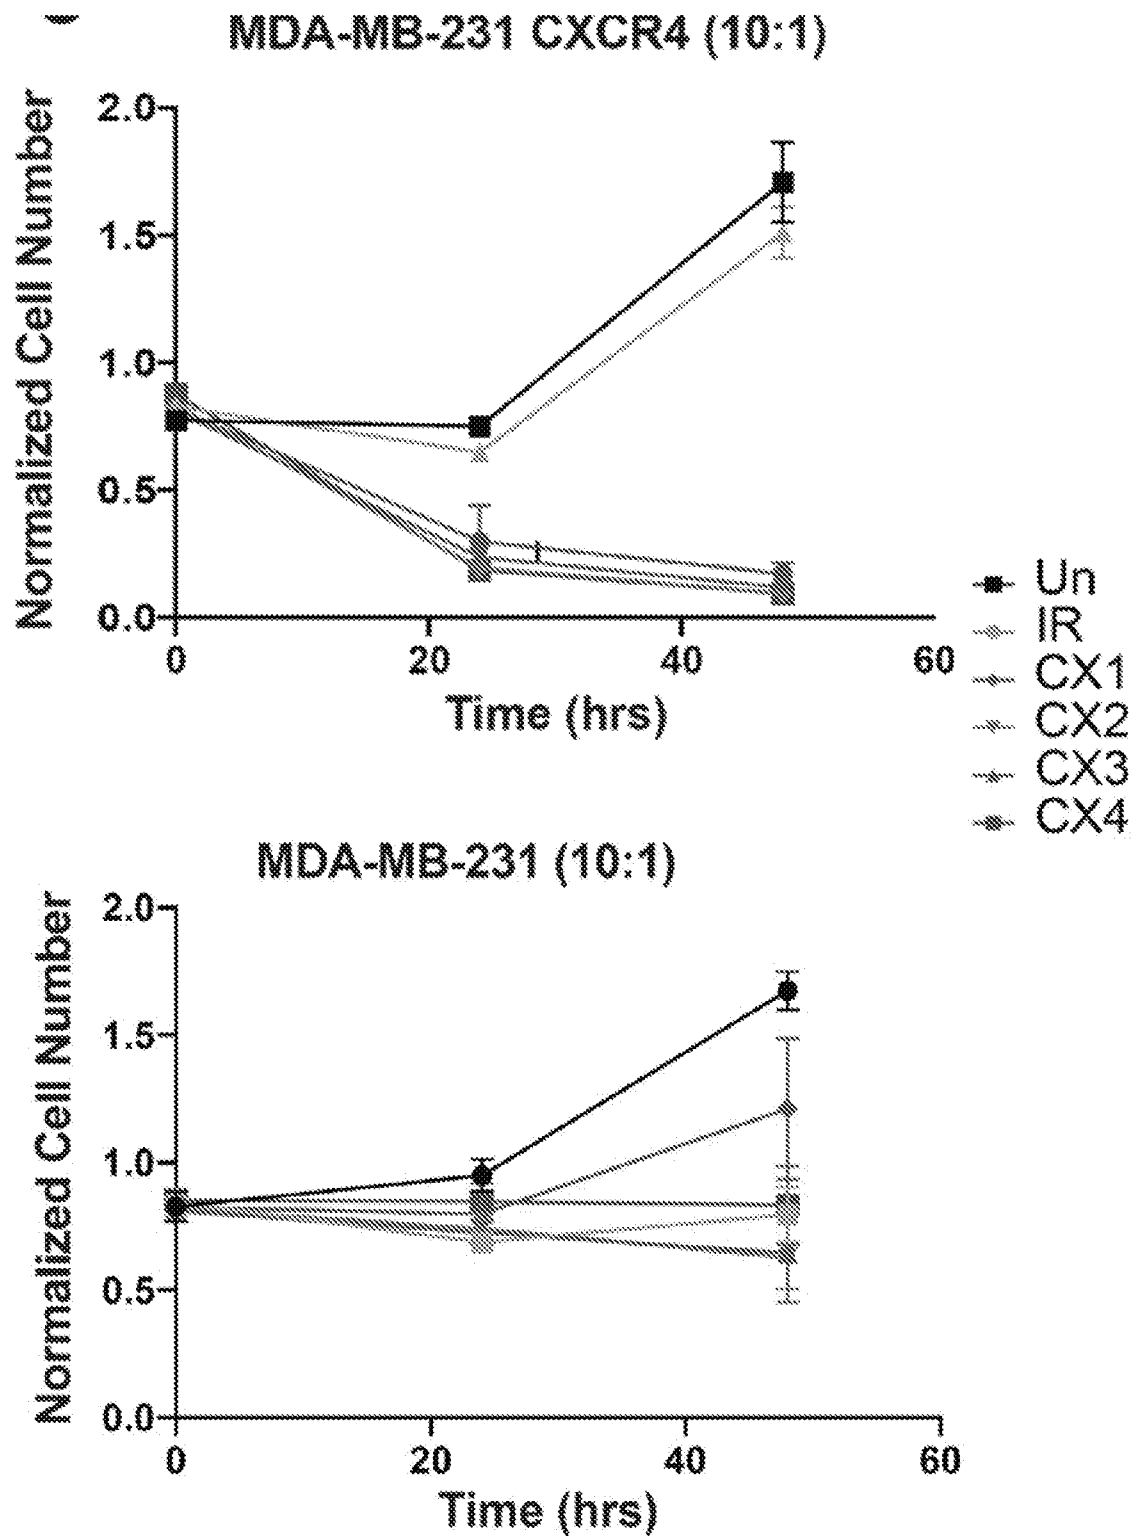 MDA-MB-231 CXCR4 (10:1)
Normalized Cell Number
2.0
1.5
1.0
0.5
0.0
0 20 40 60
Time (hrs)
Un
IR
CX1
CX2
CX3
CX4
MDA-MB-231 (10:1)
Normalized Cell Number
2.0
1.5
1.0
0.5
0.0
0 20 40 60
Time (hrs)